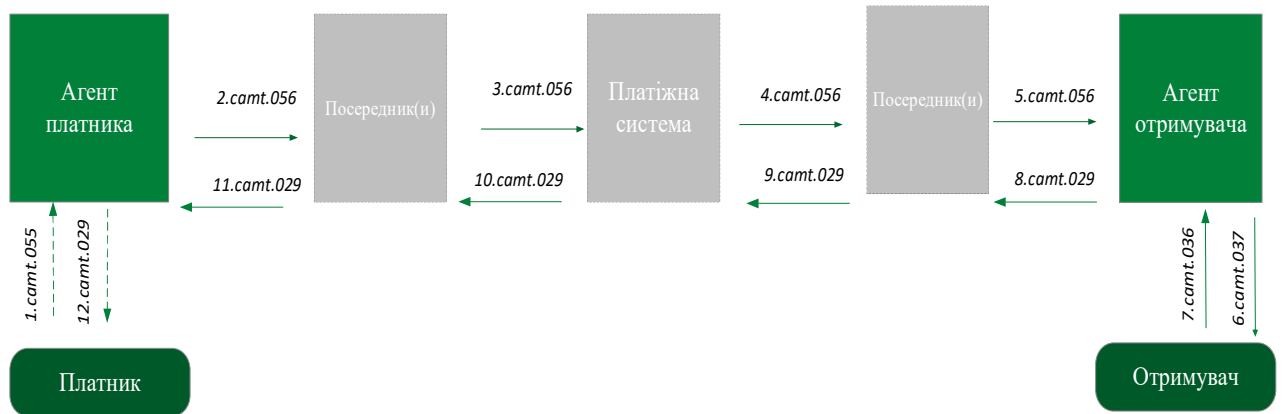 Агент
платника
2.camt.056
Посередник(и)
3.camt.056
Платіжна
система
4.camt.056
Посередник(и)
5.camt.056
Агент
отримувача
11.camt.029
10.camt.029
9.camt.029
8.camt.029
1.camt.055
12.camt.029
7.camt.036
6.camt.037
Платник
Отримувач